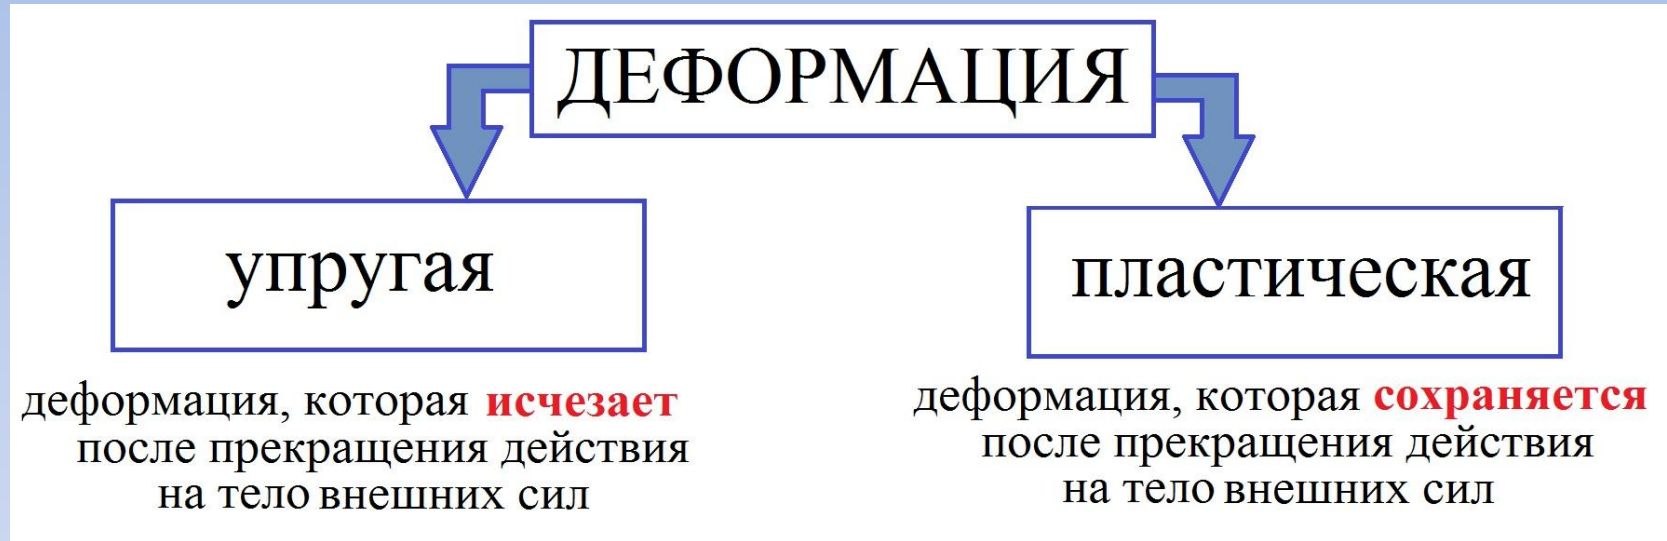 ДЕФОРМАЦИЯ
упругая
деформация, которая исчезает
после прекращения действия
на тело внешних сил
пластическая
деформация, которая сохраняется
после прекращения действия
на тело внешних сил